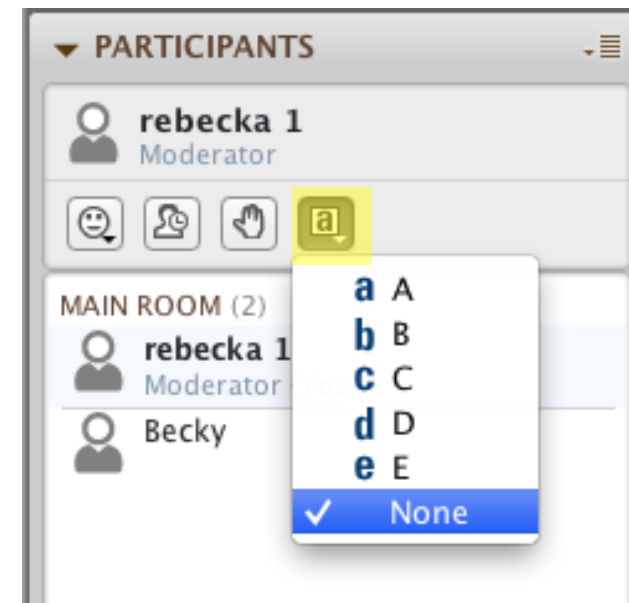 PARTICIPANTS
rebecka 1
Moderator
a
MAIN ROOM (2)
rebecka 1
Moderator
Becky
a A
b B
c C
d D
e E
None